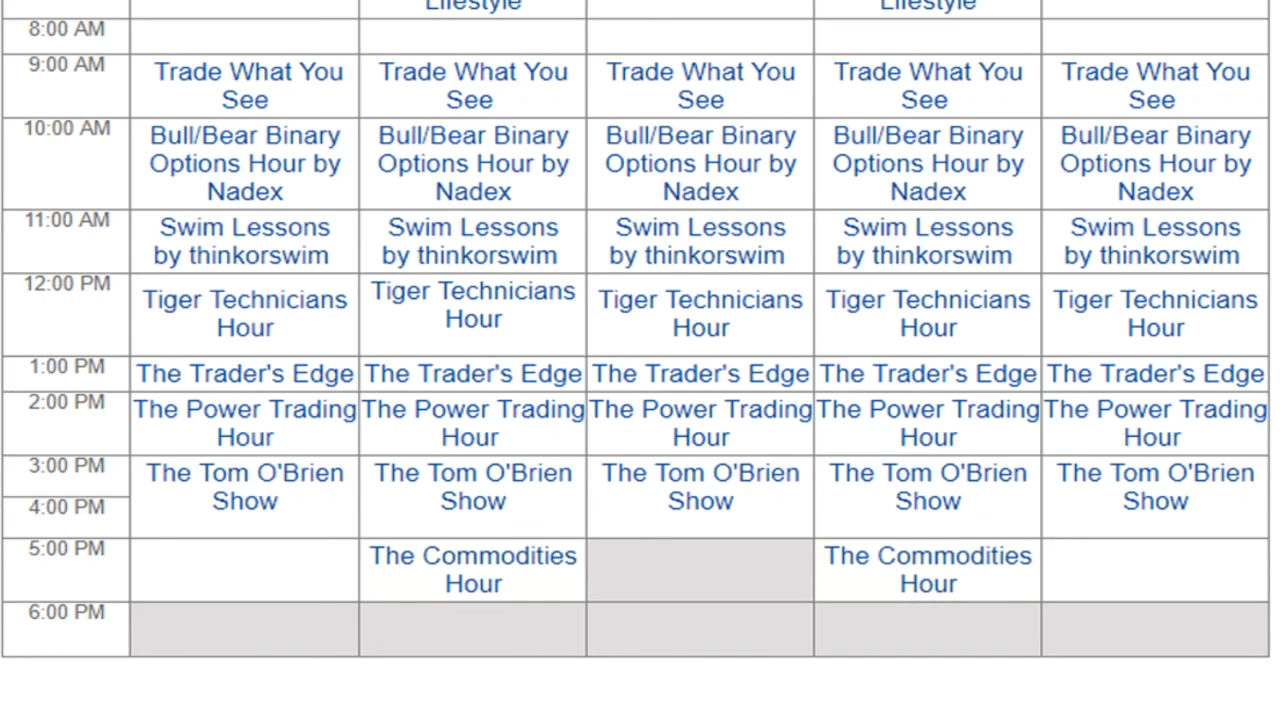 Lifestyle Lifestyle
8:00 AM
9:00 AM Trade What You Trade What You Trade What You Trade What You Trade What You
See See See See See
10:00 AM Bull/Bear Binary Bull/Bear Binary Bull/Bear Binary Bull/Bear Binary Bull/Bear Binary
Options Hour by Options Hour by Options Hour by Options Hour by Options Hour by
Nadex Nadex Nadex Nadex Nadex
11:00 AM Swim Lessons Swim Lessons Swim Lessons Swim Lessons Swim Lessons
by thinkorswim by thinkorswim by thinkorswim by thinkorswim by thinkorswim
12:00 PM Tiger Technicians Tiger Technicians Tiger Technicians Tiger Technicians Tiger Technicians
Hour Hour Hour Hour Hour
1:00 PM The Trader's Edge The Trader's Edge The Trader's Edge The Trader's Edge The Trader's Edge
2:00 PM The Power Trading The Power Trading The Power Trading The Power Trading The Power Trading
Hour Hour Hour Hour Hour
3:00 PM The Tom O'Brien The Tom O'Brien The Tom O'Brien The Tom O'Brien The Tom O'Brien
4:00 PM Show Show Show Show Show
5:00 PM The Commodities The Commodities
Hour Hour
6:00 PM